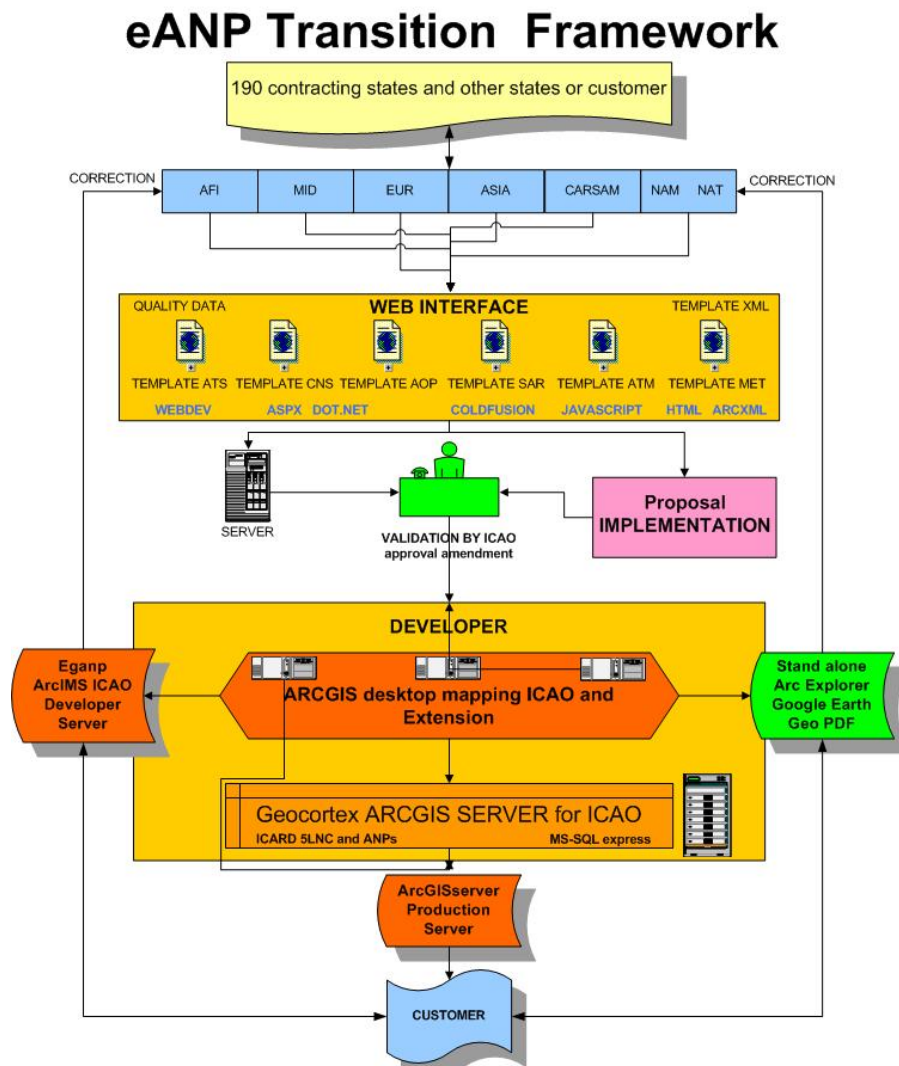 eANP Transition Framework
190 contracting states and other states or customer
CORRECTION
CORRECTION
AFI
MID
EUR
ASIA
CARSAM
NAM NAT
QUALITY DATA
WEB INTERFACE
TEMPLATE XML
TEMPLATE ATS
TEMPLATE CNS
TEMPLATE AOP
TEMPLATE SAR
TEMPLATE ATM
TEMPLATE MET
WEBDEV
ASPX DOT.NET
COLDFUSION
JAVASCRIPT
HTML ARCXML
SERVER
VALIDATION BY ICAO
approval amendment
Proposal
IMPLEMENTATION
DEVELOPER
Eganp
ArcIMS ICAO
Developer
Server
ARCGIS desktop mapping ICAO and
Extension
Stand alone
Arc Explorer
Google Earth
Geo PDF
Geocortex ARCGIS SERVER for ICAO
ICARD 5LNC and ANPs
MS-SQL express
ArcGISserver
Production
Server
CUSTOMER